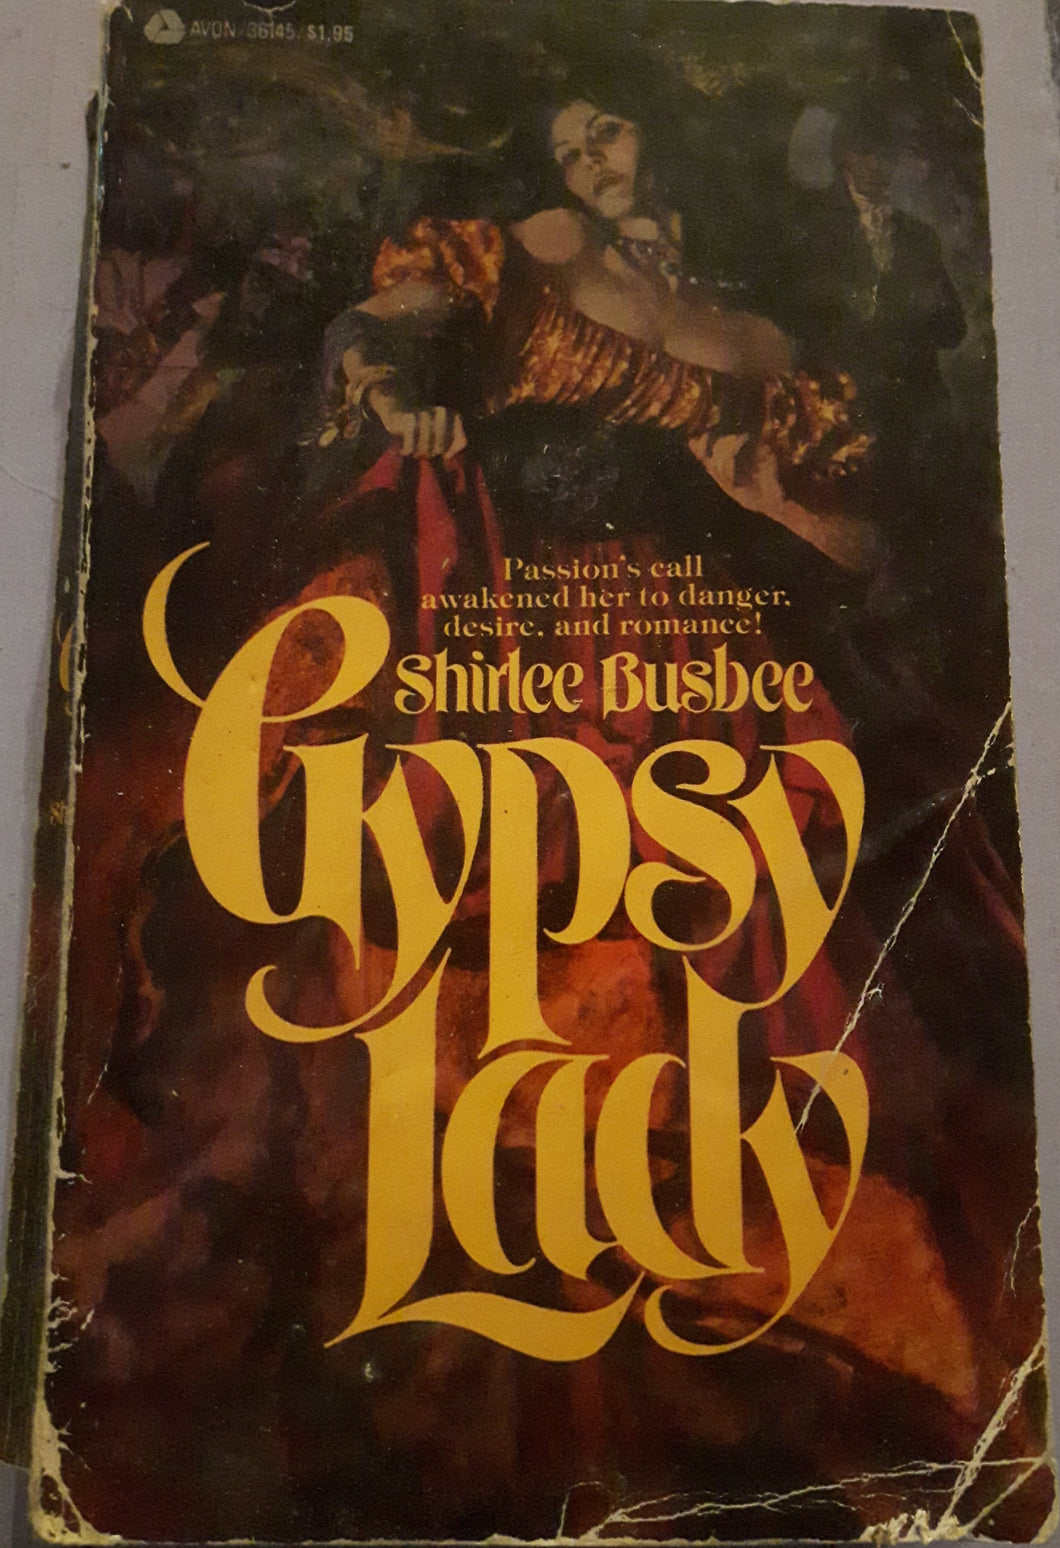 AVON/36145/$1.95
Passion's call
awakened her to danger,
desire, and romance!
Shirlee Busbee
Gypsy
Lady